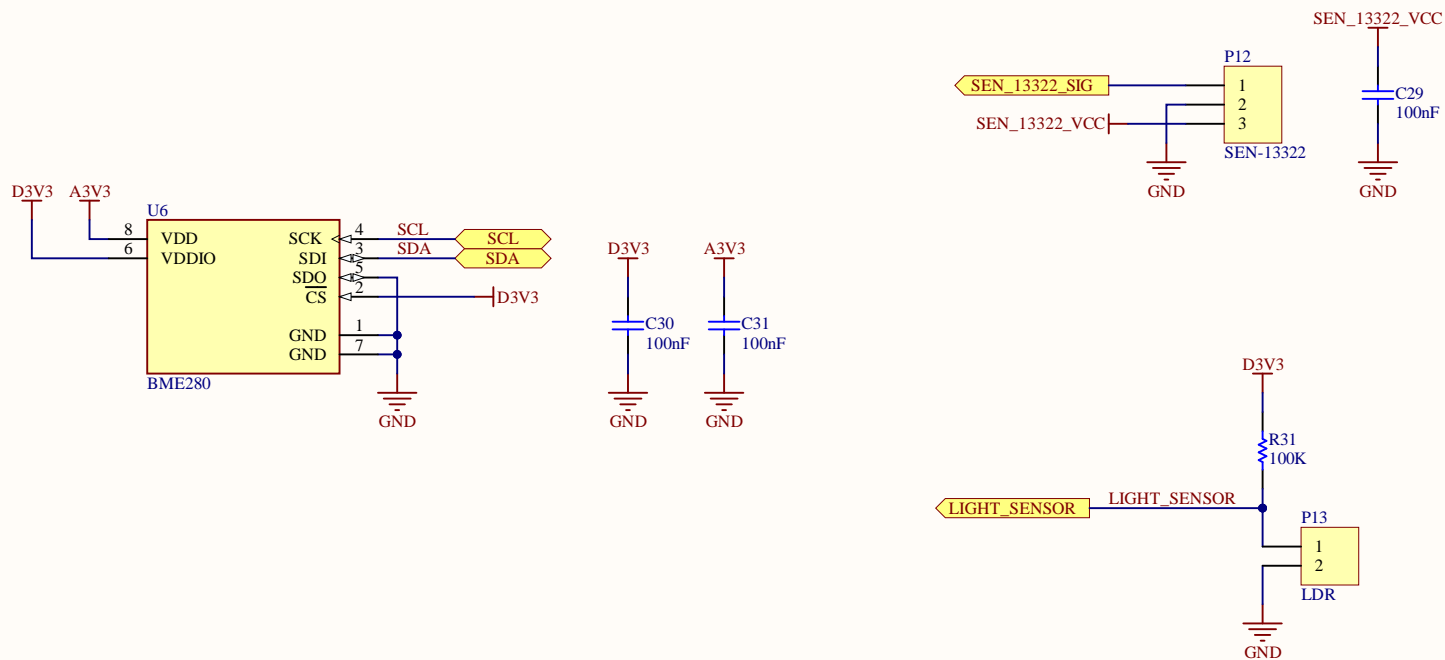 SEN_13322_VCC
P12
SEN_13322_SIG
1
C29
2
100nF
SEN_13322_VCC
3
SEN-13322
GND
GND
D3V3
A3V3
U6
8
VDD
SCK
4
SCL
SCL
6
VDDIO
SDI
3
SDA
SDA
SDO
5
CS
2
D3V3
GND
1
GND
7
BME280
GND
D3V3
A3V3
C30
100nF
C31
100nF
GND
GND
D3V3
R31
100K
LIGHT_SENSOR
LIGHT_SENSOR
P13
1
2
LDR
GND